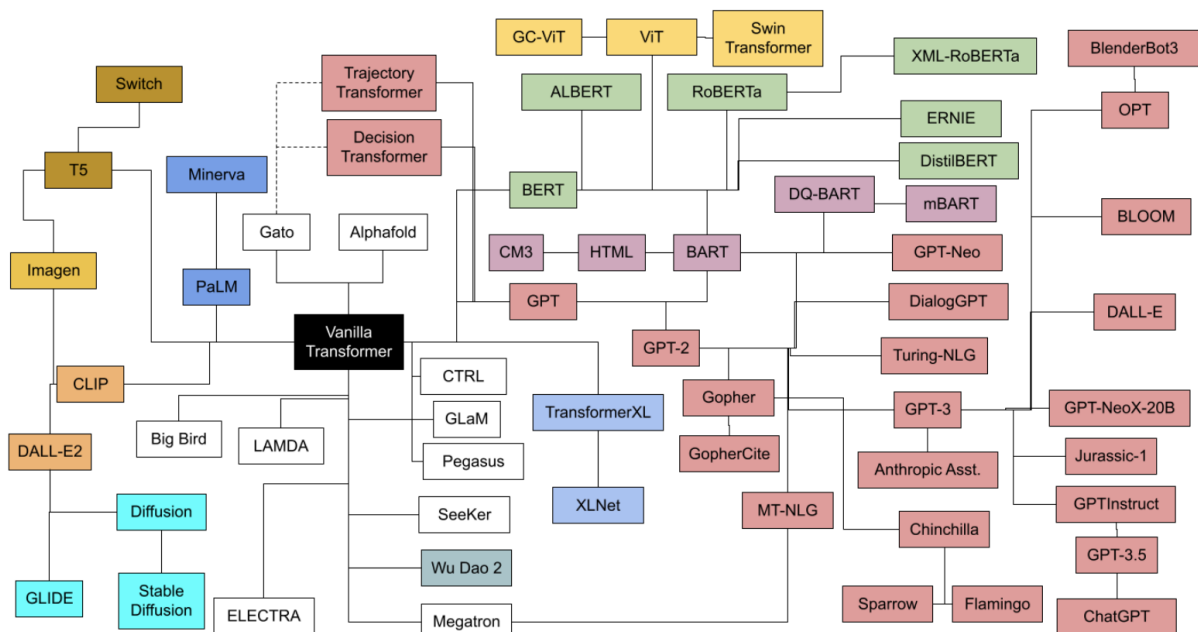 GC-ViT
ViT
Swin
Transformer
BlenderBot3
XML-RoBERTa
Switch
Trajectory
Transformer
ALBERT
RoBERTa
OPT
ERNIE
Decision
Transformer
DistilBERT
T5
Minerva
BERT
DQ-BART
mBART
BLOOM
Gato
Alphafold
CM3
HTML
BART
GPT-Neo
Imagen
PaLM
GPT
DialogGPT
DALL-E
Vanilla
Transformer
GPT-2
Turing-NLG
CTRL
CLIP
Gopher
GPT-3
GPT-NeoX-20B
TransformerXL
GLaM
Big Bird
LAMDA
DALL-E2
GopherCite
Jurassic-1
Pegasus
Anthropic Asst.
XLNet
MT-NLG
GPTInstruct
Diffusion
SeeKer
Chinchilla
GPT-3.5
Wu Dao 2
GLIDE
Stable
Diffusion
Sparrow
Flamingo
ELECTRA
Megatron
ChatGPT